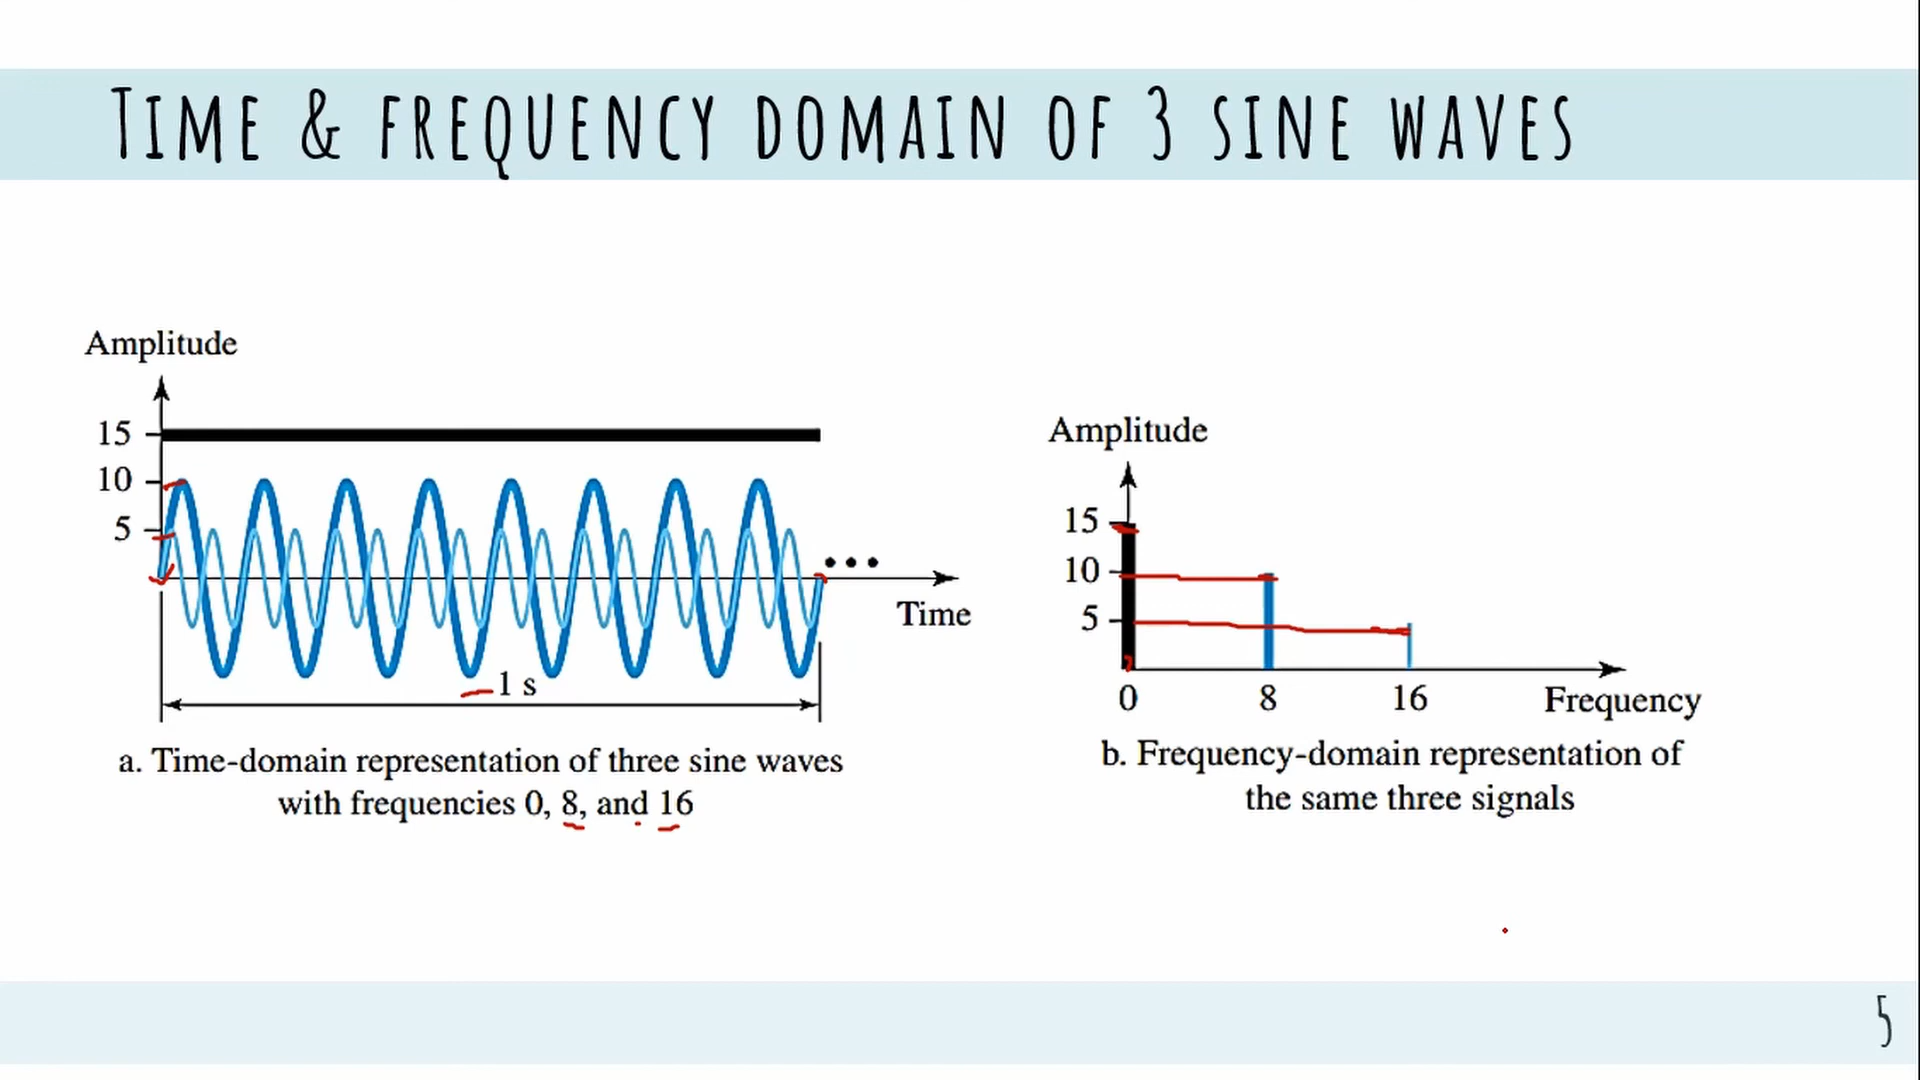 TIME & FREQUENCY DOMAIN OF 3 SINE WAVES
Amplitude
15
10
5
Time
1 s
a. Time-domain representation of three sine waves
with frequencies 0, 8, and 16
Amplitude
15
10
5
0 8 16
Frequency
b. Frequency-domain representation of
the same three signals
5